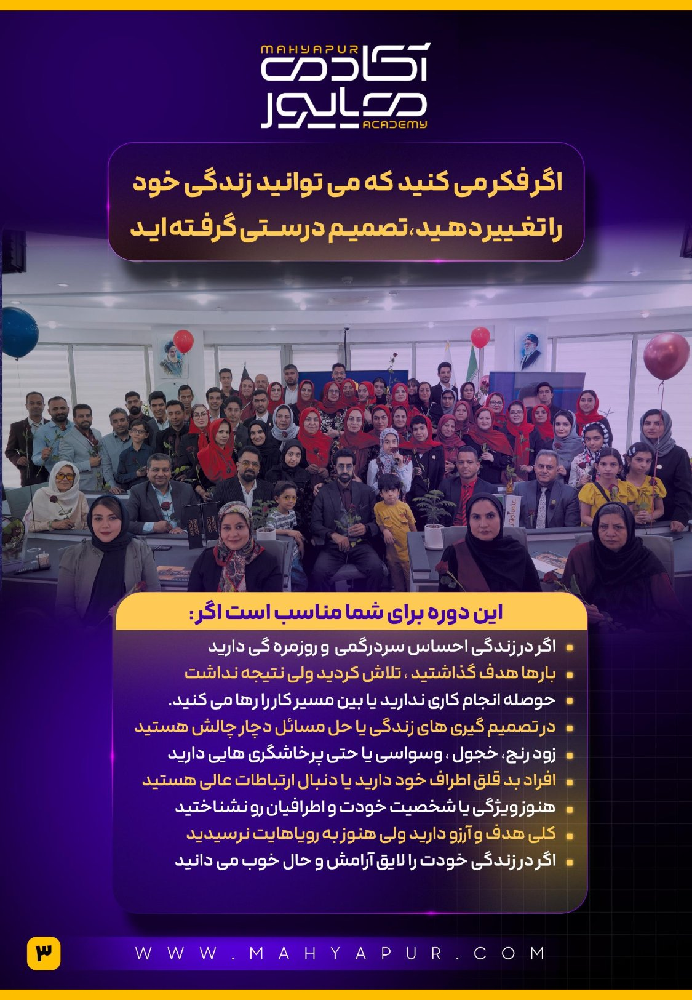 MAHYAPUR
آکادمی
مهیاپور
ACADEMY
اگر فکر می کنید که می توانید زندگی خود
را تغییر دهید، تصمیم درستی گرفته اید
این دوره برای شما مناسب است اگر:
اگر در زندگی احساس سردرگمی و روزمره گی دارید
بارها هدف گذاشتید ، تلاش کردید ولی نتیجه نداشت
حوصله انجام کاری ندارید یا بین مسیر کار را رها می کنید.
در تصمیم گیری های زندگی یا حل مسائل دچار چالش هستید
زود رنج، خجول ، وسواسی یا حتی پرخاشگری هایی دارید
افراد بد قلق اطراف خود دارید یا دنبال ارتباطات عالی هستید
هنوز ویژگی یا شخصیت خودت و اطرافیان رو نشناختید
کلی هدف و آرزو دارید ولی هنوز به رویاهایت نرسیدید
اگر در زندگی خودت را لایق آرامش و حال خوب می دانید
WWW.MAHYAPUR.COM
۳